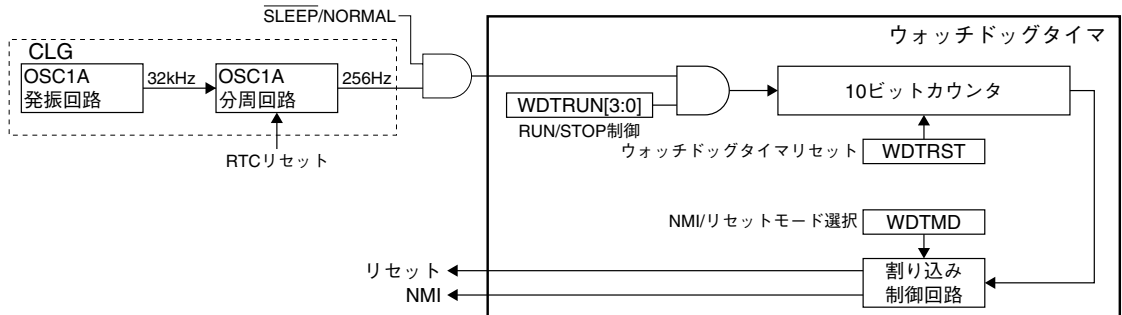 SLEEP/NORMAL
ウォッチドッグタイマ
CLG
OSC1A
発振回路
32kHz
OSC1A
分周回路
256Hz
RTCリセット
WDTRUN[3:0]
RUN/STOP制御
10ビットカウンタ
ウォッチドッグタイマリセット
WDTRST
NMI/リセットモード選択
WDTMD
割り込み
制御回路
リセット
NMI